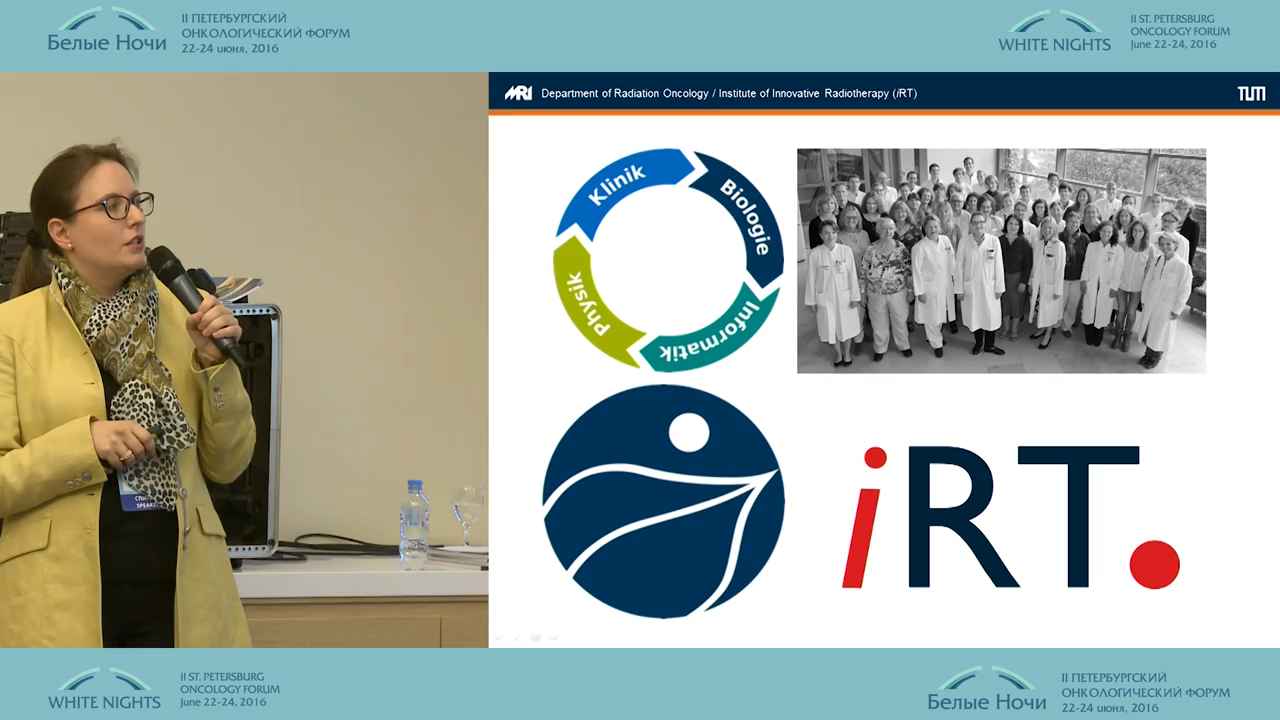 Белые Ночи
II ПЕТЕРБУРГСКИЙ
ОНКОЛОГИЧЕСКИЙ ФОРУМ
22-24 июня, 2016
WHITE NIGHTS
II ST. PETERSBURG
ONCOLOGY FORUM
June 22-24, 2016
MRI
Department of Radiation Oncology / Institute of Innovative Radiotherapy (iRT)
TUM
Klinik
Biologie
Informatik
Physik
iRT.
SPEAKER
WHITE NIGHTS
II ST. PETERSBURG
ONCOLOGY FORUM
June 22-24, 2016
Белые Ночи
II ПЕТЕРБУРГСКИЙ
ОНКОЛОГИЧЕСКИЙ ФОРУМ
22-24 июня, 2016